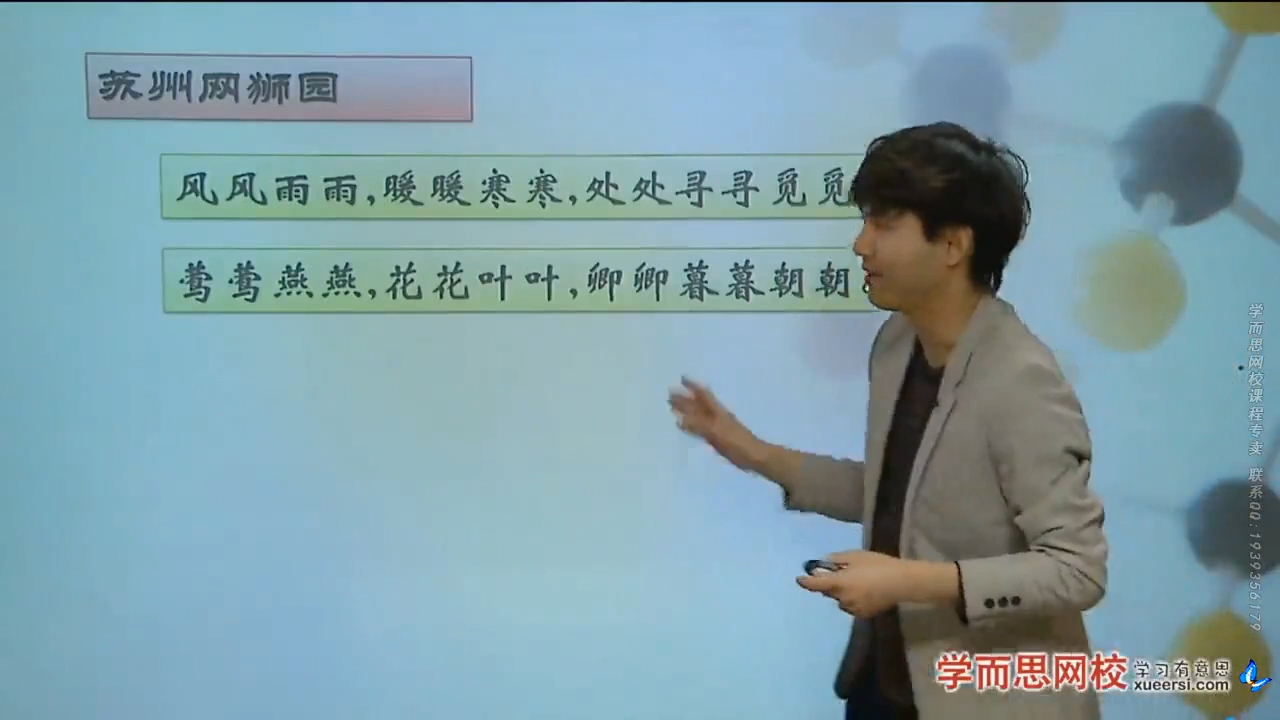 苏州网狮园
风风雨雨,暖暖寒寒,处处寻寻觅觅
莺莺燕燕,花花叶叶,卿卿暮暮朝朝
学而思网校课程专卖 联系QQ:1939356179
学而思网校 学习有意思
xueersi.com